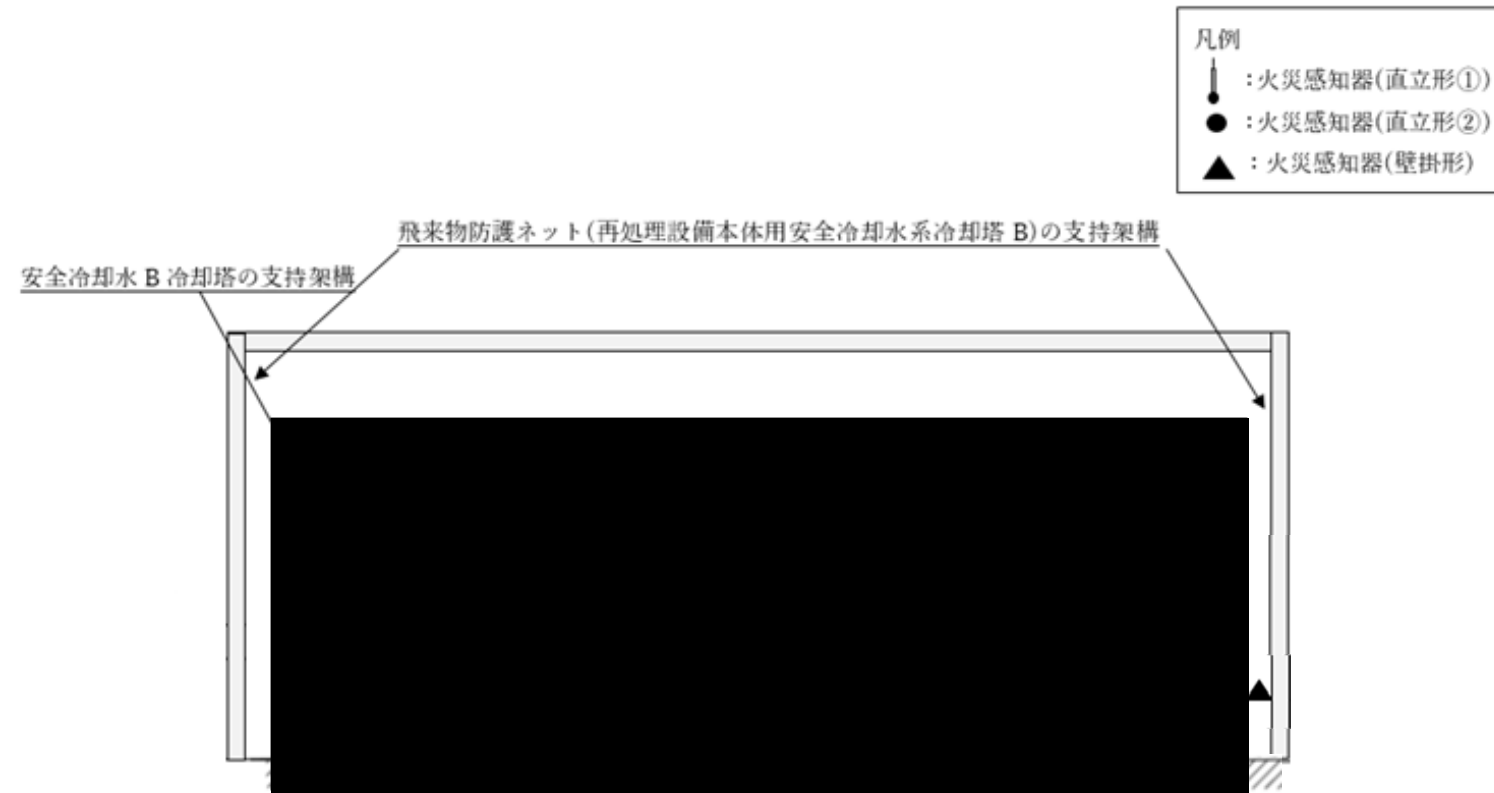 凡例
:火災感知器(直立形①)
:火災感知器(直立形②)
:火災感知器(壁掛形)
飛来物防護ネット(再処理設備本体用安全冷却水系冷却塔 B)の支持架構
安全冷却水 B 冷却塔の支持架構